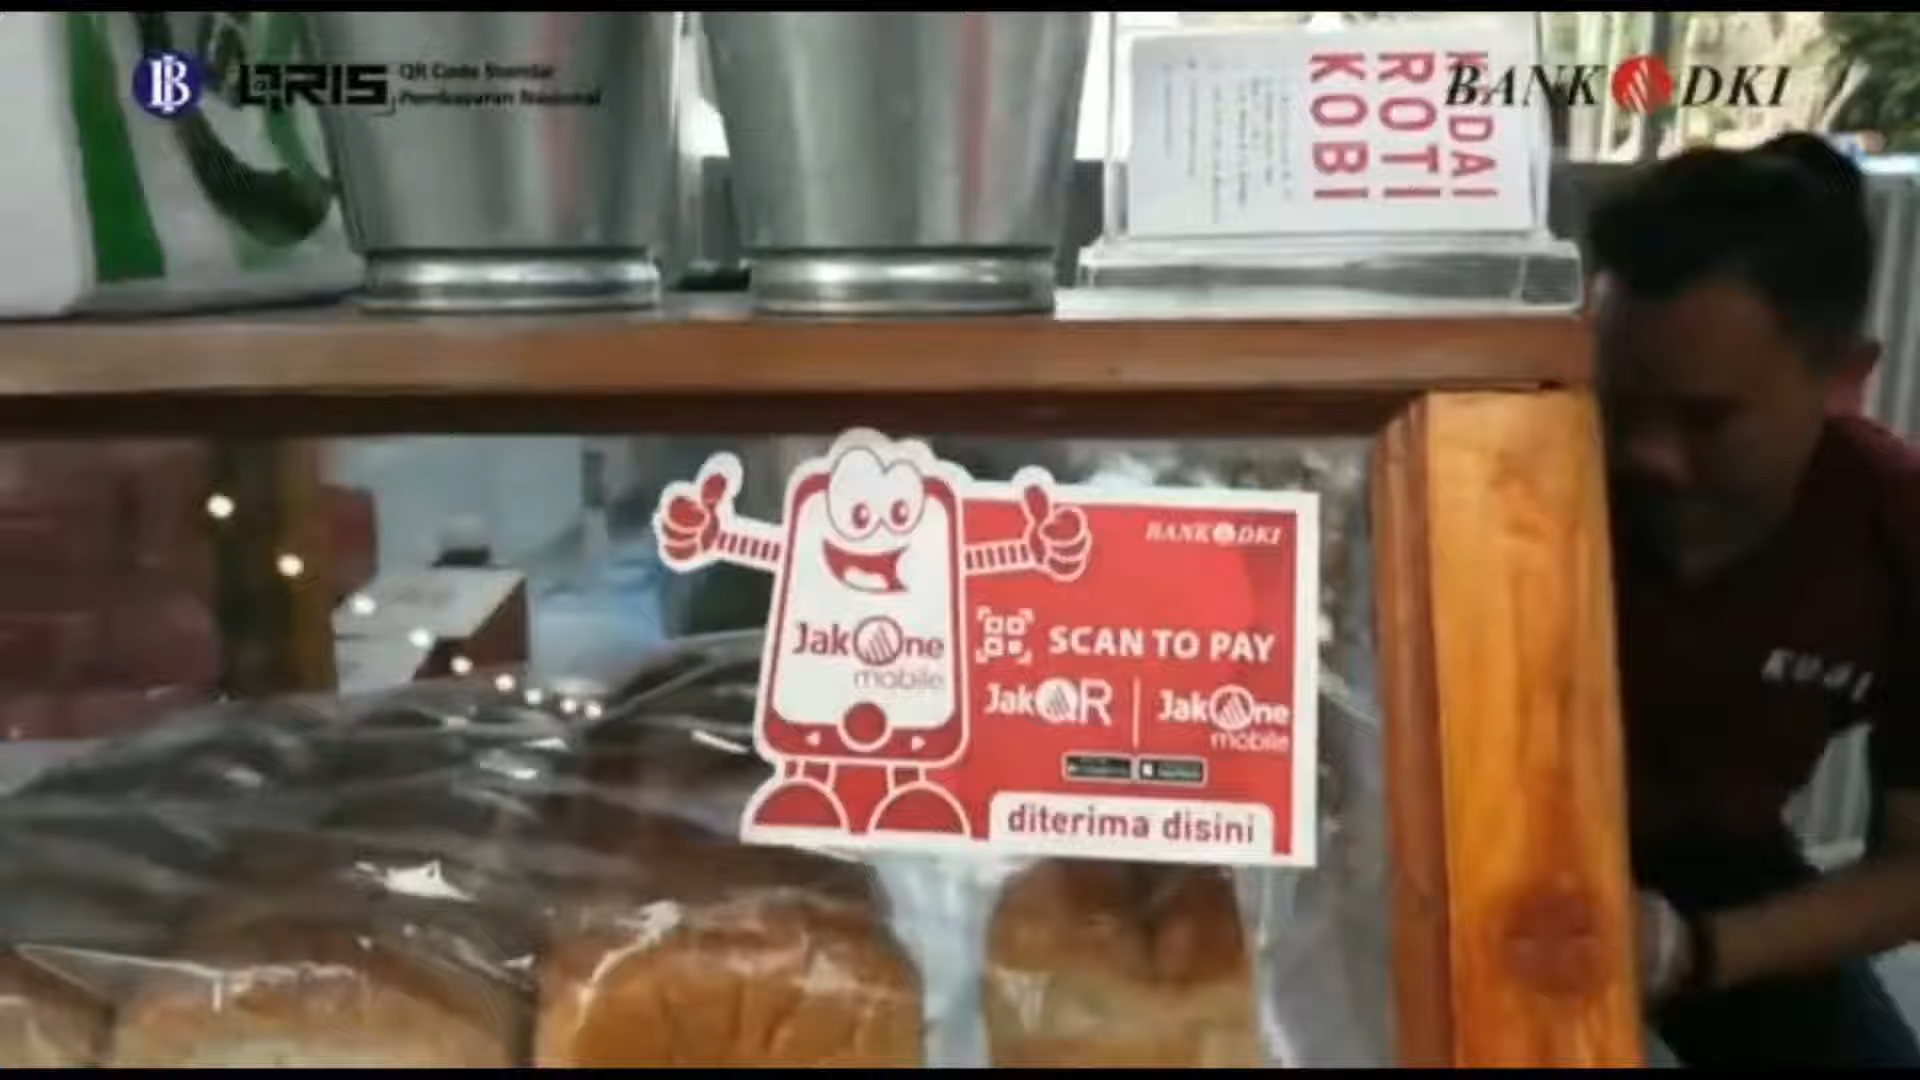 QRIS
QR Code Standar
Pembayaran Nasional
BANK DKI
KEDAI
ROTI
KOBI
BANK DKI
JakOne
mobile
SCAN TO PAY
JakQR
JakOne
mobile
diterima disini
KOBI